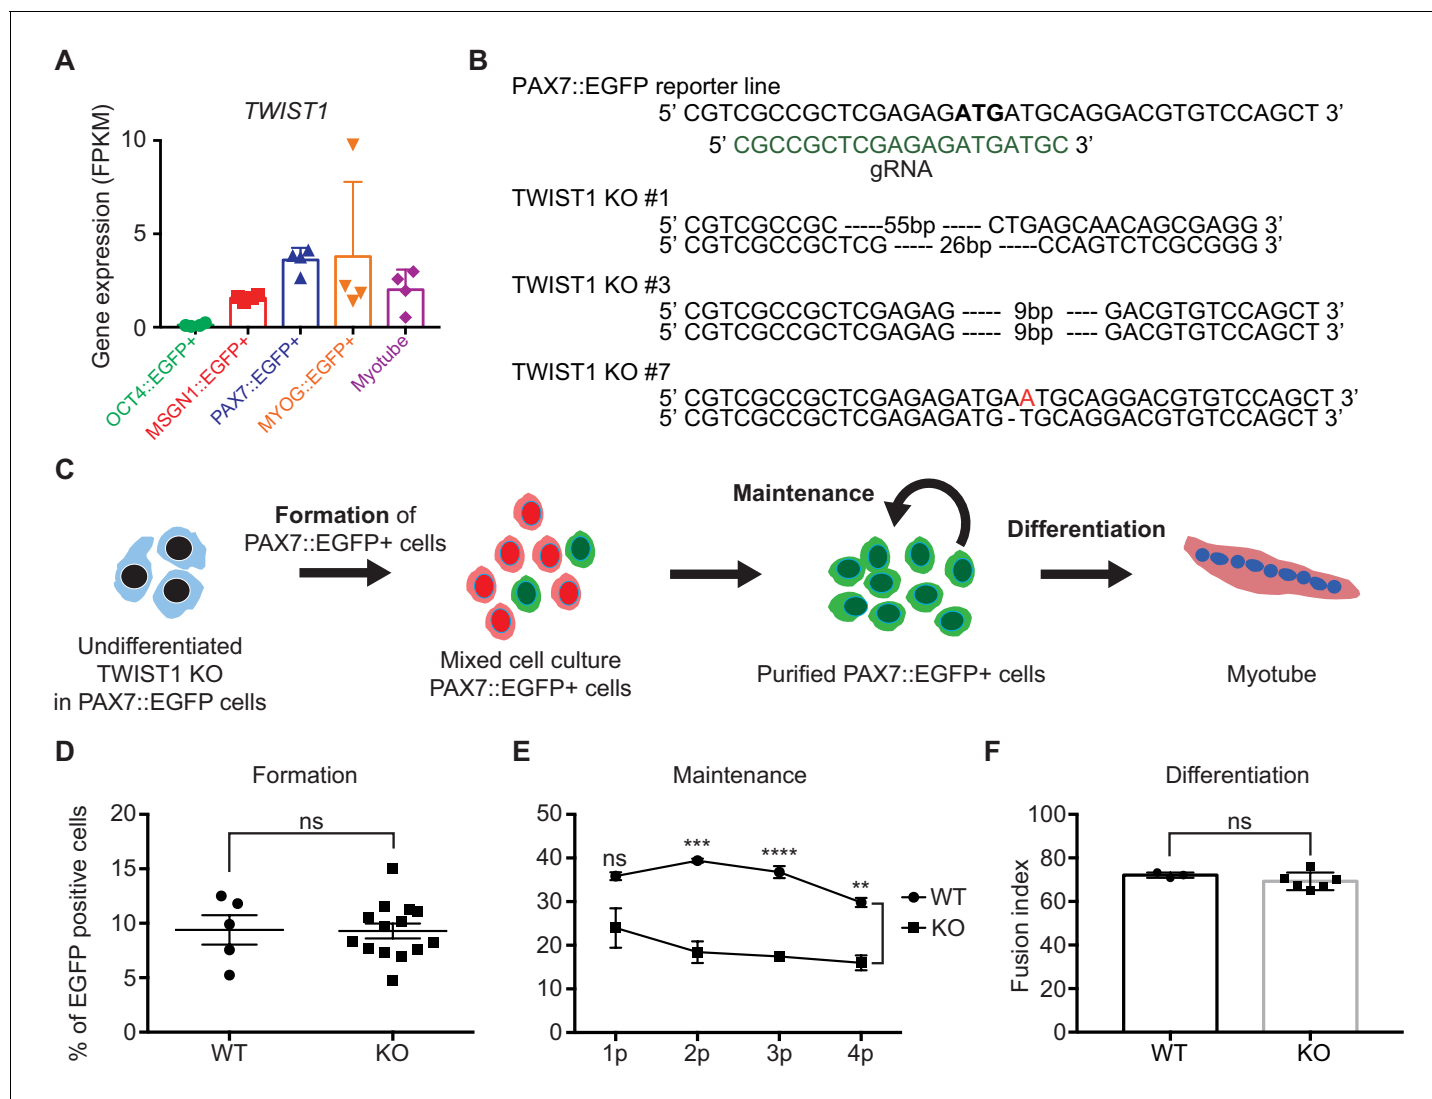 A
TWIST1
Gene expression (FPKM)
10
5
0
OCT4::EGFP+
MSGN1::EGFP+
PAX7::EGFP+
MYOG::EGFP+
Myotube
B
PAX7::EGFP reporter line
5' CGTCGCCGCTCGAGAGATGATGCAGGACGTGTCCAGCT 3'
5' CGCCGCTCGAGAGATGATGC 3'
gRNA
TWIST1 KO #1
5' CGTCGCCGC -----55bp ----- CTGAGCAACAGCGAGG 3'
5' CGTCGCCGCTCG ----- 26bp -----CCAGTCTCGCGGG 3'
TWIST1 KO #3
5' CGTCGCCGCTCGAGAG ----- 9bp ---- GACGTGTCCAGCT 3'
5' CGTCGCCGCTCGAGAG ----- 9bp ---- GACGTGTCCAGCT 3'
TWIST1 KO #7
5' CGTCGCCGCTCGAGAGATGAATGCAGGACGTGTCCAGCT 3'
5' CGTCGCCGCTCGAGAGATG-TGCAGGACGTGTCCAGCT 3'
C
Undifferentiated
TWIST1 KO
in PAX7::EGFP cells
Formation of
PAX7::EGFP+ cells
Mixed cell culture
PAX7::EGFP+ cells
Maintenance
Purified PAX7::EGFP+ cells
Differentiation
Myotube
D
Formation
% of EGFP positive cells
20
15
10
5
0
ns
WT
KO
E
Maintenance
50
40
30
20
10
0
ns
***
****
**
WT
KO
1p
2p
3p
4p
F
Differentiation
Fusion index
100
80
60
40
20
0
ns
WT
KO